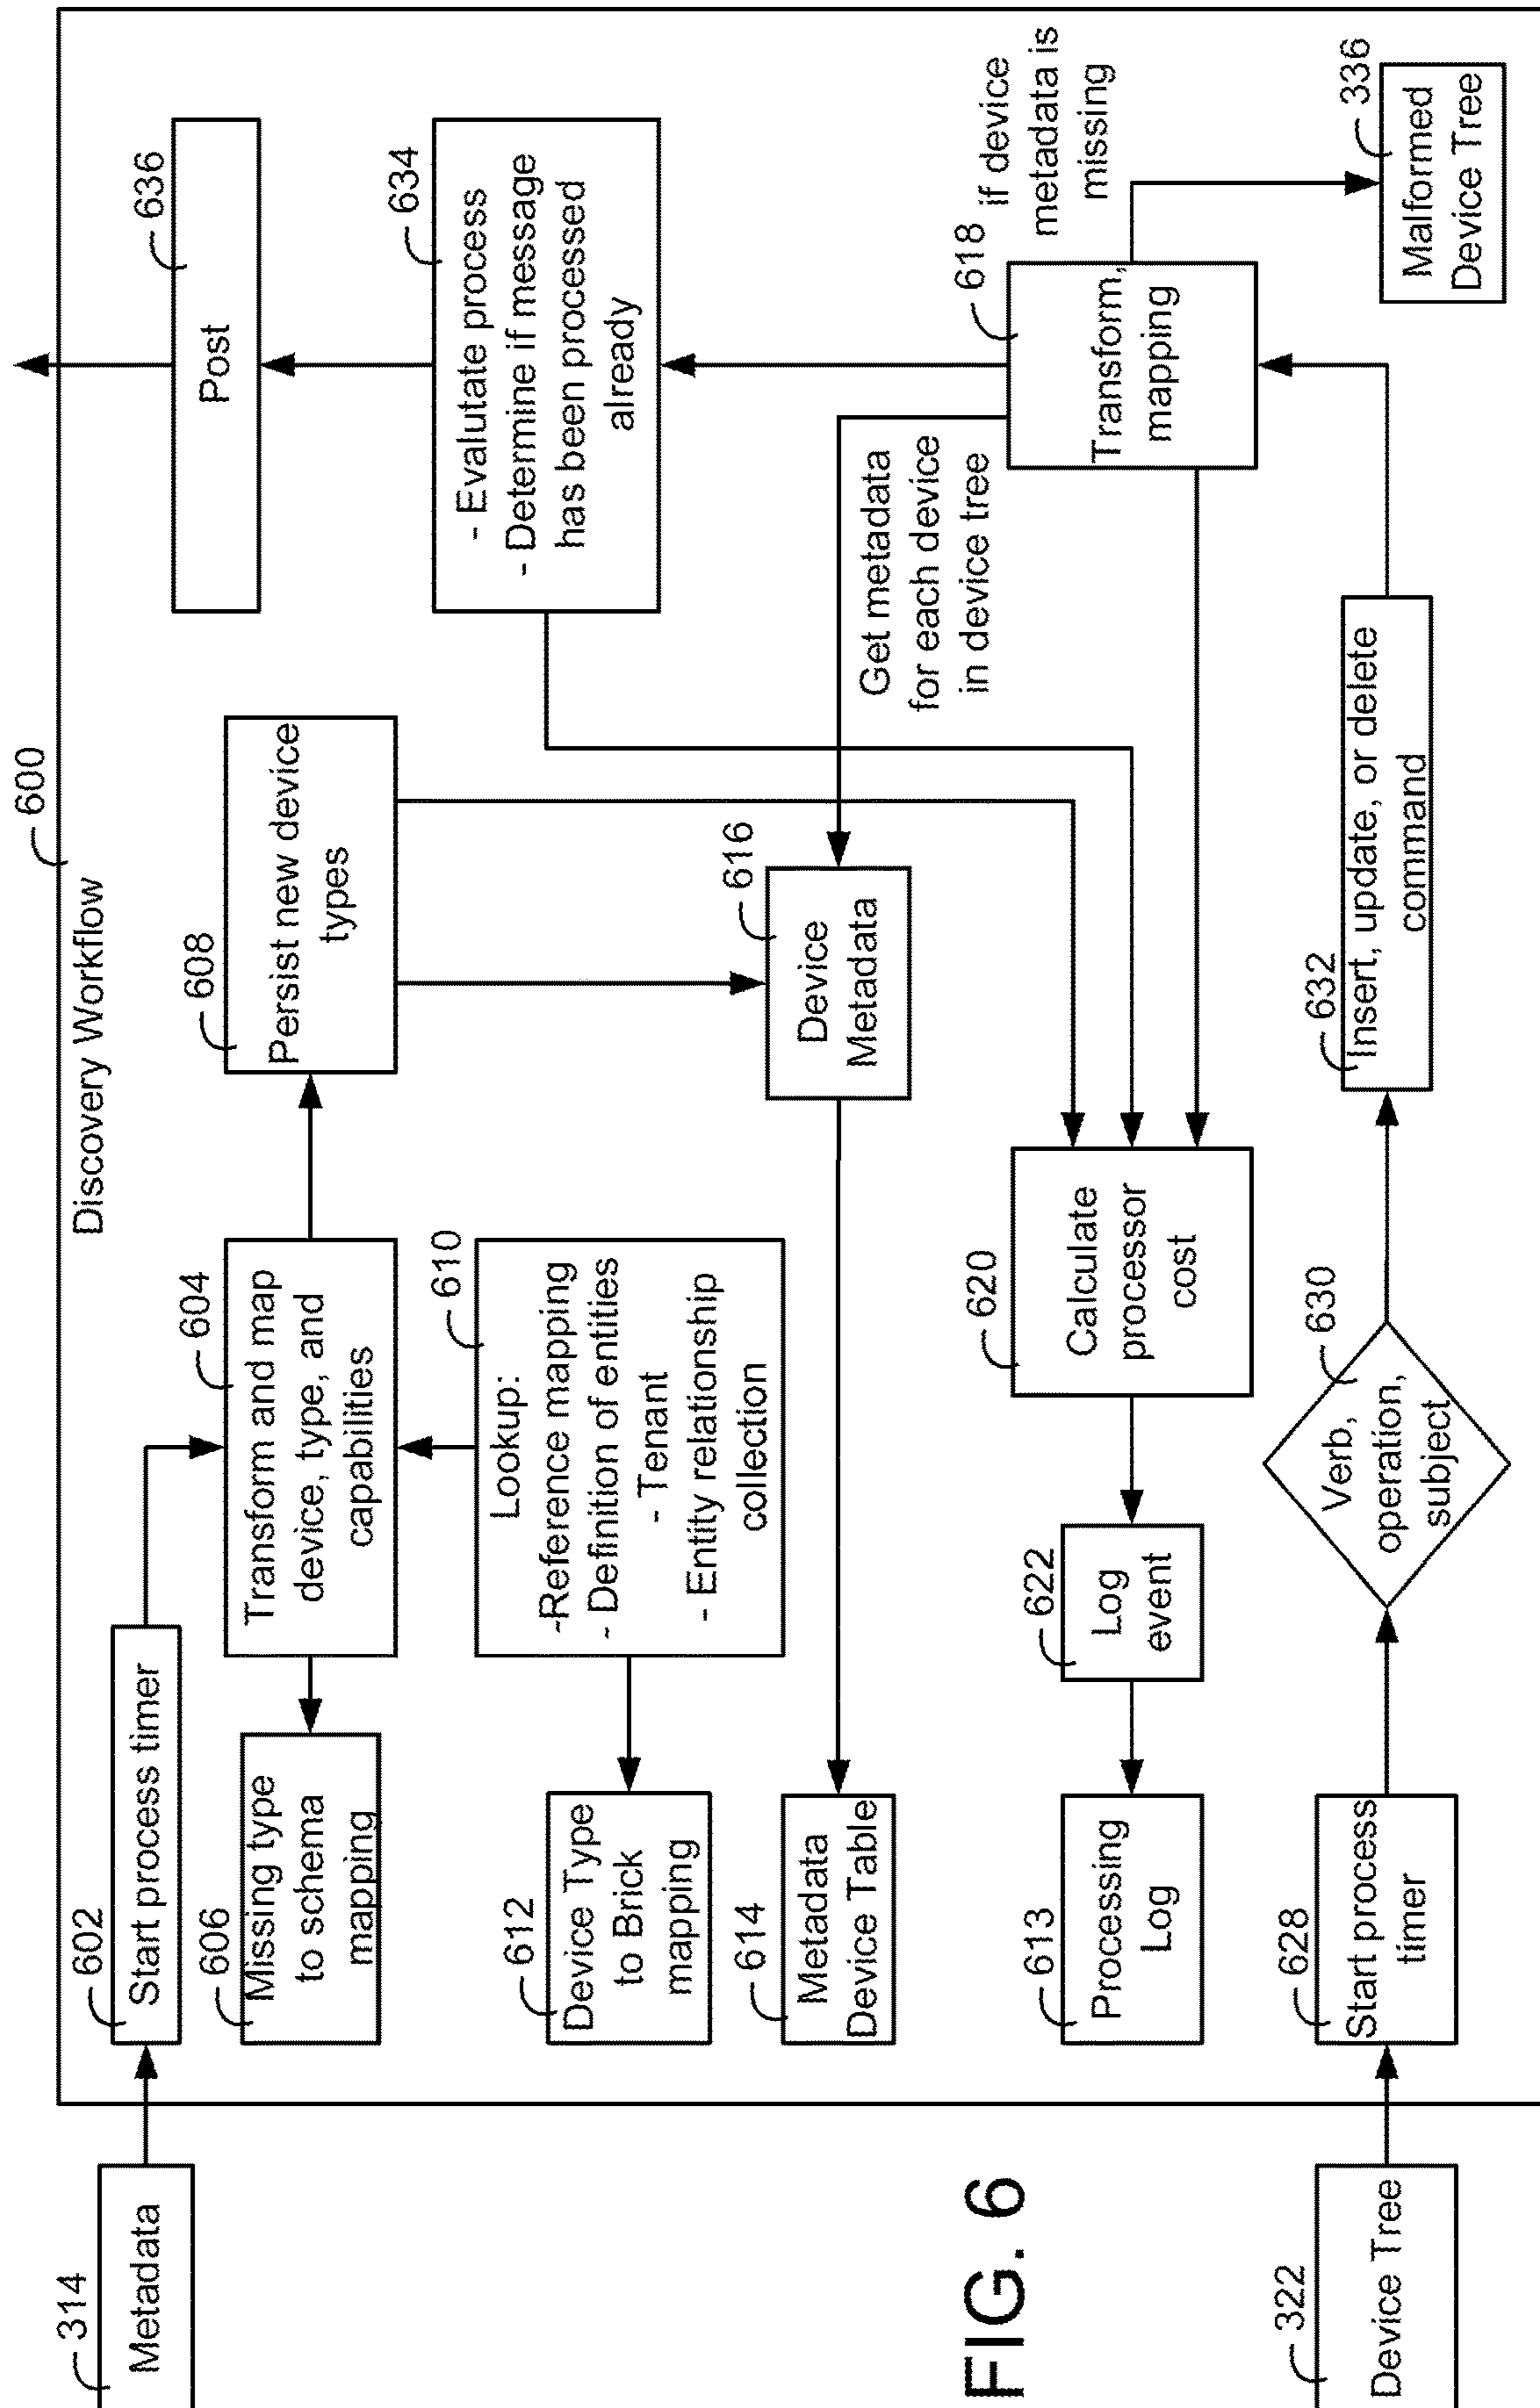 600
Discovery Workflow
314
Metadata
602
Start process timer
604
Transform and map
device, type, and
capabilities
606
Missing type
to schema
mapping
608
Persist new device
types
610
Lookup:
-Reference mapping
- Definition of entities
- Tenant
- Entity relationship
collection
612
Device Type
to Brick
mapping
614
Metadata
Device Table
616
Device
Metadata
Get metadata
for each device
in device tree
636
Post
634
- Evalutate process
- Determine if message
has been processed
already
618
Transform,
mapping
if device
metadata is
missing
336
Malformed
Device Tree
613
Processing
Log
622
Log
event
620
Calculate
processor
cost
322
Device Tree
628
Start process
timer
630
Verb,
operation,
subject
632
Insert, update, or delete
command
FIG. 6